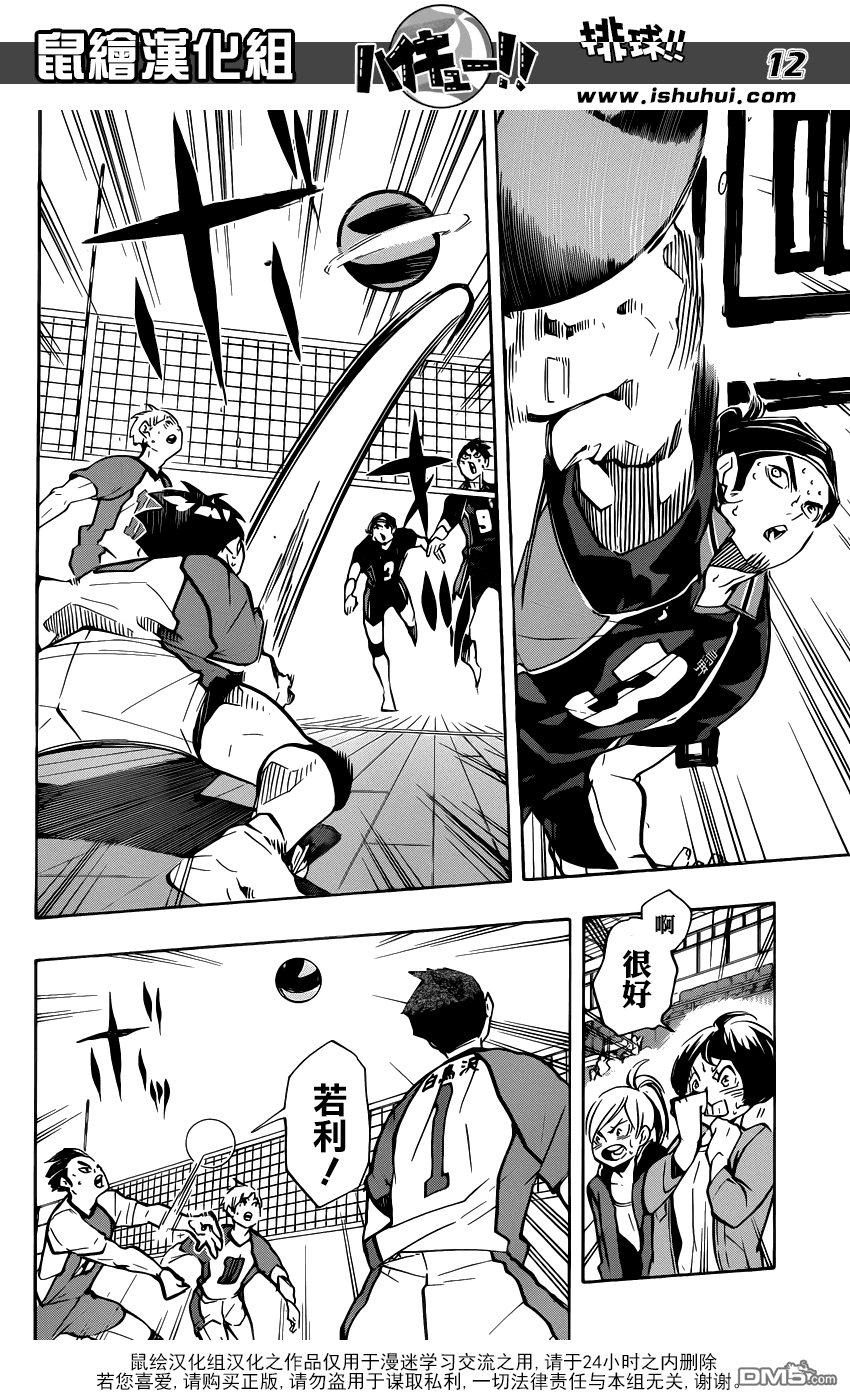 鼠繪漢化組
ハイキュー!!
排球!!
12
www.ishuhui.com
3
9
3
啊
很好
白鳥沢
1
若利！
鼠绘汉化组汉化之作品仅用于漫迷学习交流之用，请于24小时之内删除
若您喜爱，请购买正版，请勿盗用于谋取私利，一切法律责任与本组无关，谢谢。
DM5.com